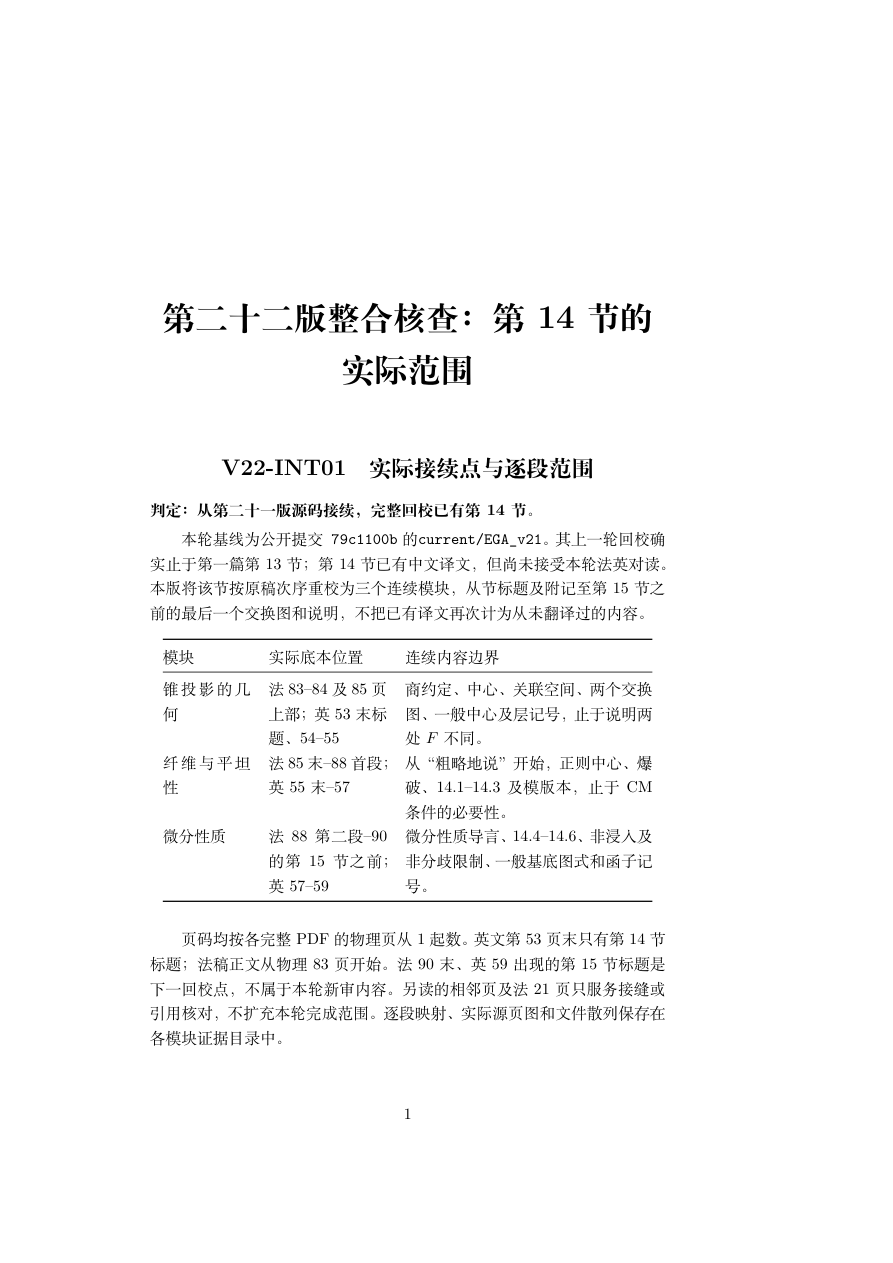 第二十二版整合核查：第 14 节的
实际范围
V22-INT01 实际接续点与逐段范围
判定：从第二十一版源码接续，完整回校已有第 14 节。
本轮基线为公开提交 79c1100b 的current/EGA_v21。其上一轮回校确
实止于第一篇第 13 节；第 14 节已有中文译文，但尚未接受本轮法英对读。
本版将该节按原稿次序重校为三个连续模块，从节标题及附记至第 15 节之
前的最后一个交换图和说明，不把已有译文再次计为从未翻译过的内容。
模块 实际底本位置 连续内容边界
锥投影的几 法 83–84 及 85 页 商约定、中心、关联空间、两个交换
何 上部；英 53 末标 图、一般中心及层记号，止于说明两
题、54–55 处 F 不同。
纤维与平坦 法 85 末–88 首段； 从“粗略地说”开始，正则中心、爆
性 英 55 末–57 破、14.1–14.3 及模版本，止于 CM
条件的必要性。
微分性质 法 88 第二段–90 微分性质导言、14.4–14.6、非浸入及
的第 15 节之前； 非分歧限制、一般基底图式和函子记
英 57–59 号。
页码均按各完整 PDF 的物理页从 1 起数。英文第 53 页末只有第 14 节
标题；法稿正文从物理 83 页开始。法 90 末、英 59 出现的第 15 节标题是
下一回校点，不属于本轮新审内容。另读的相邻页及法 21 页只服务接缝或
引用核对，不扩充本轮完成范围。逐段映射、实际源页图和文件散列保存在
各模块证据目录中。
1